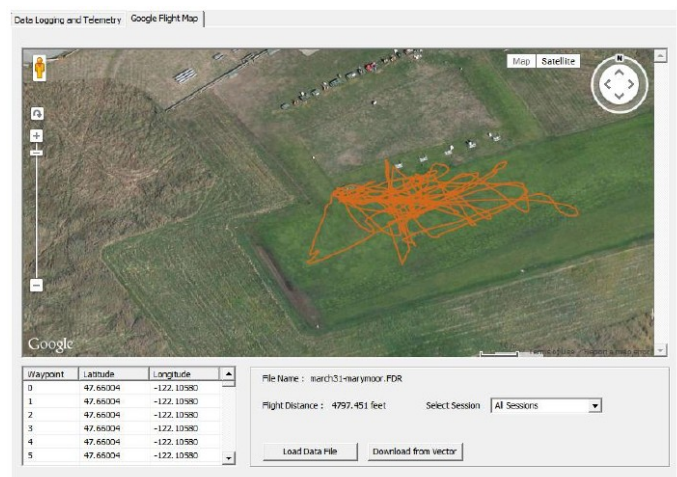 Data Logging and Telemetry Google Flight Map
N
Map Satellite
Google
Waypoint Latitude Longitude
0 47.66004 -122.10580
1 47.66004 -122.10580
2 47.66004 -122.10580
3 47.66004 -122.10580
4 47.66004 -122.10580
5 47.66004 -122.10580
File Name : march31-marymoor.FDR
Flight Distance : 4797.451 feet Select Session All Sessions
Load Data File Download from Vector